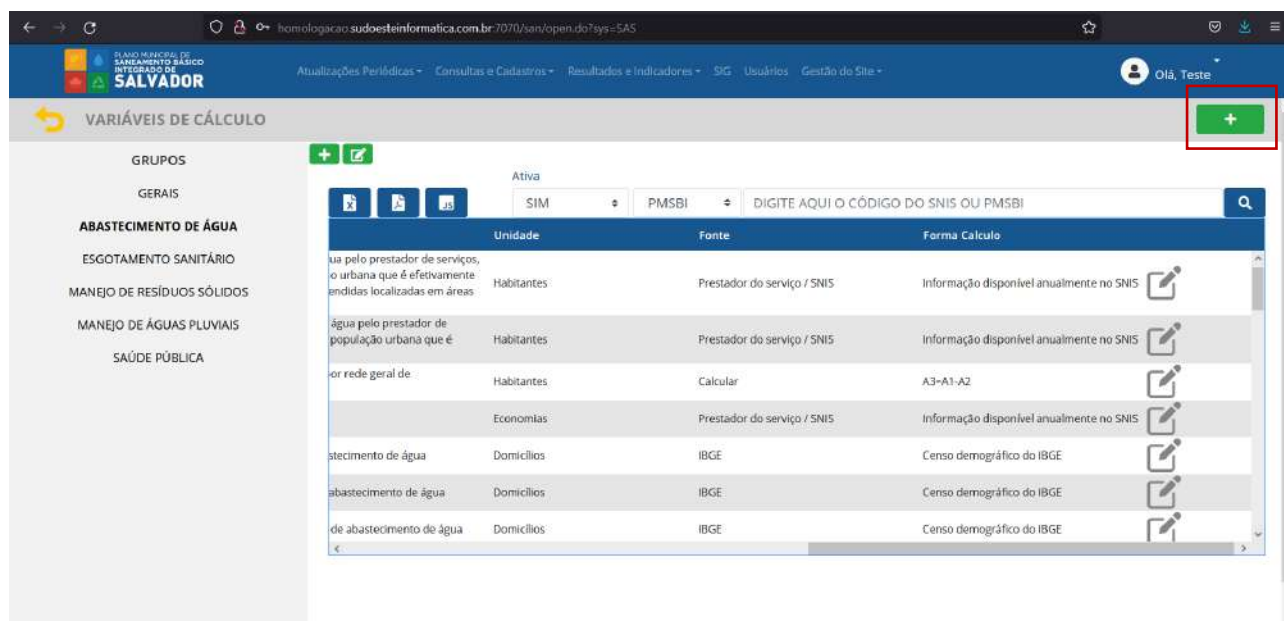 homologacao.sudoesteinformatica.com.br:7070/san/open.do?sys=SAS
PLANO MUNICIPAL DE
SANEAMENTO BÁSICO
INTEGRADO DE
SALVADOR
Atualizações Periódicas
Consultas e Cadastros
Resultados e Indicadores
SIG
Usuários
Gestão do Site
Olá, Teste
VARIÁVEIS DE CÁLCULO
+
GRUPOS
GERAIS
ABASTECIMENTO DE ÁGUA
ESGOTAMENTO SANITÁRIO
MANEJO DE RESÍDUOS SÓLIDOS
MANEJO DE ÁGUAS PLUVIAIS
SAÚDE PÚBLICA
+
Ativa
JS
SIM
PMSBI
DIGITE AQUI O CÓDIGO DO SNIS OU PMSBI
Unidade Fonte Forma Calculo
ua pelo prestador de serviços,
o urbana que é efetivamente
endidas localizadas em áreas
Habitantes Prestador do serviço / SNIS Informação disponível anualmente no SNIS
água pelo prestador de
população urbana que é
Habitantes Prestador do serviço / SNIS Informação disponível anualmente no SNIS
or rede geral de
Habitantes Calcular A3=A1-A2
Economias Prestador do serviço / SNIS Informação disponível anualmente no SNIS
stecimento de água Domicílios IBGE Censo demográfico do IBGE
abastecimento de água Domicílios IBGE Censo demográfico do IBGE
de abastecimento de água Domicílios IBGE Censo demográfico do IBGE